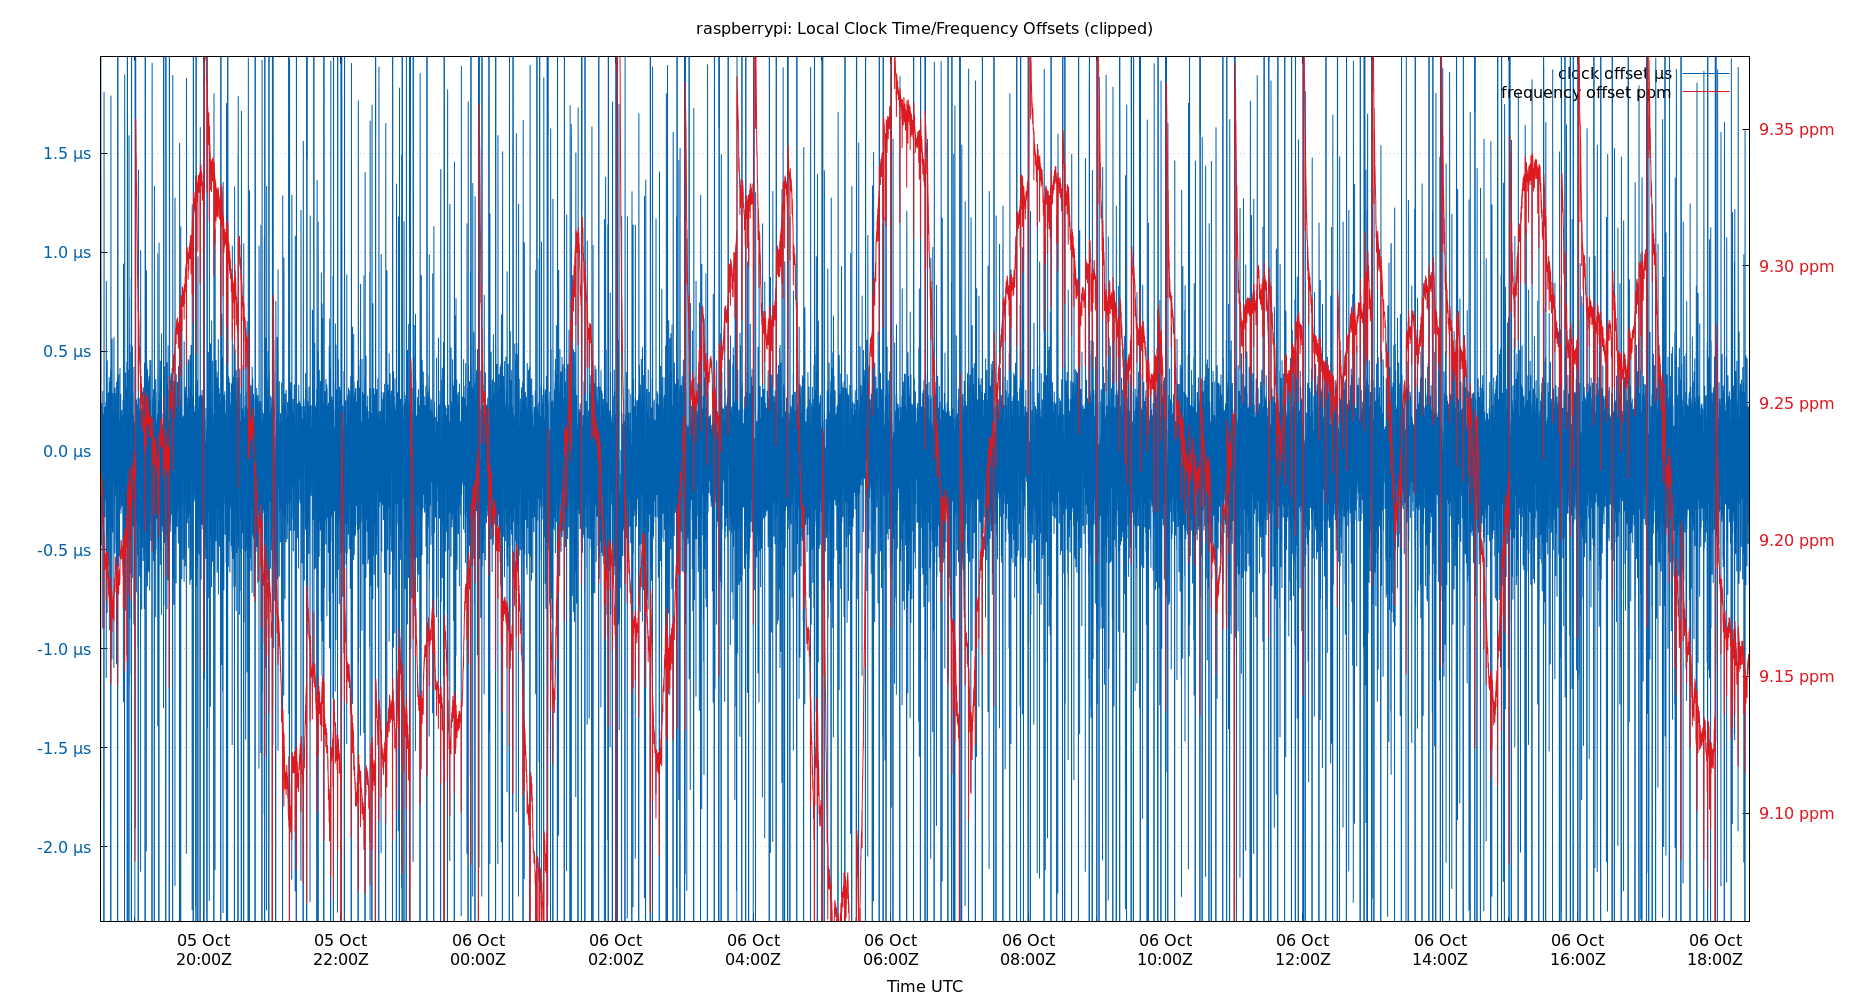 raspberrypi: Local Clock Time/Frequency Offsets (clipped)
clock offset µs
frequency offset ppm
1.5 µs
1.0 µs
0.5 µs
0.0 µs
-0.5 µs
-1.0 µs
-1.5 µs
-2.0 µs
9.35 ppm
9.30 ppm
9.25 ppm
9.20 ppm
9.15 ppm
9.10 ppm
05 Oct 05 Oct 06 Oct 06 Oct 06 Oct 06 Oct 06 Oct 06 Oct 06 Oct 06 Oct 06 Oct 06 Oct
20:00Z 22:00Z 00:00Z 02:00Z 04:00Z 06:00Z 08:00Z 10:00Z 12:00Z 14:00Z 16:00Z 18:00Z
Time UTC